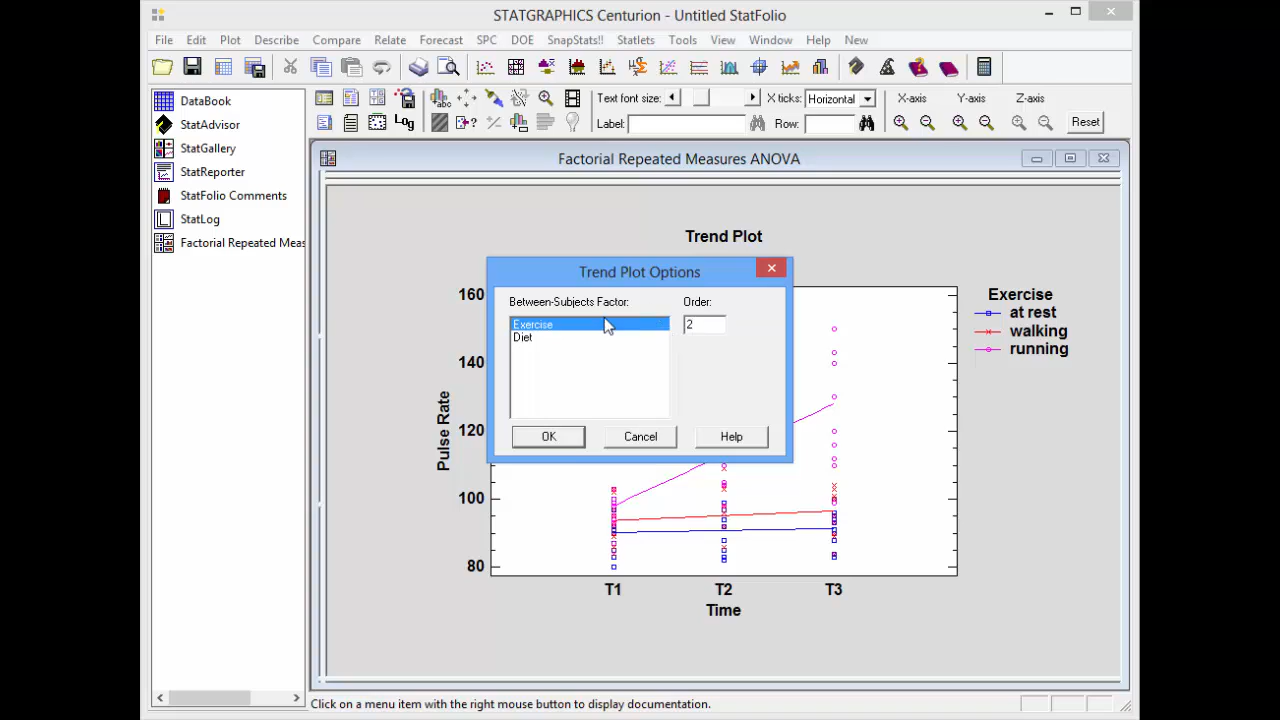 STATGRAPHICS Centurion - Untitled StatFolio
File Edit Plot Describe Compare Relate Forecast SPC DOE SnapStats!! Statlets Tools View Window Help New
Text font size: X ticks: Horizontal X-axis Y-axis Z-axis
Log Label: Row: Reset
DataBook
StatAdvisor
StatGallery
StatReporter
StatFolio Comments
StatLog
Factorial Repeated Meas
Factorial Repeated Measures ANOVA
Trend Plot
Trend Plot Options
Between-Subjects Factor: Order:
Exercise 2
Diet
OK Cancel Help
Exercise
at rest
walking
running
160
140
120
100
80
Pulse Rate
T1 T2 T3
Time
Click on a menu item with the right mouse button to display documentation.